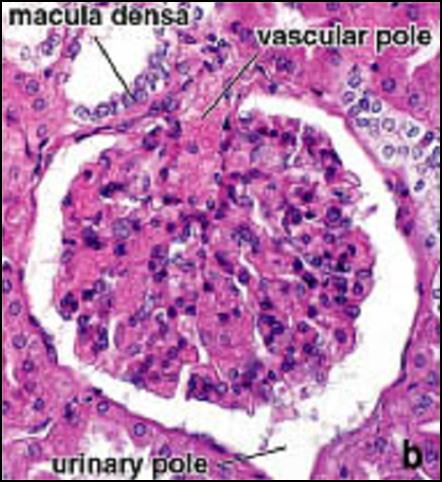 macula densa
vascular pole
urinary pole
b